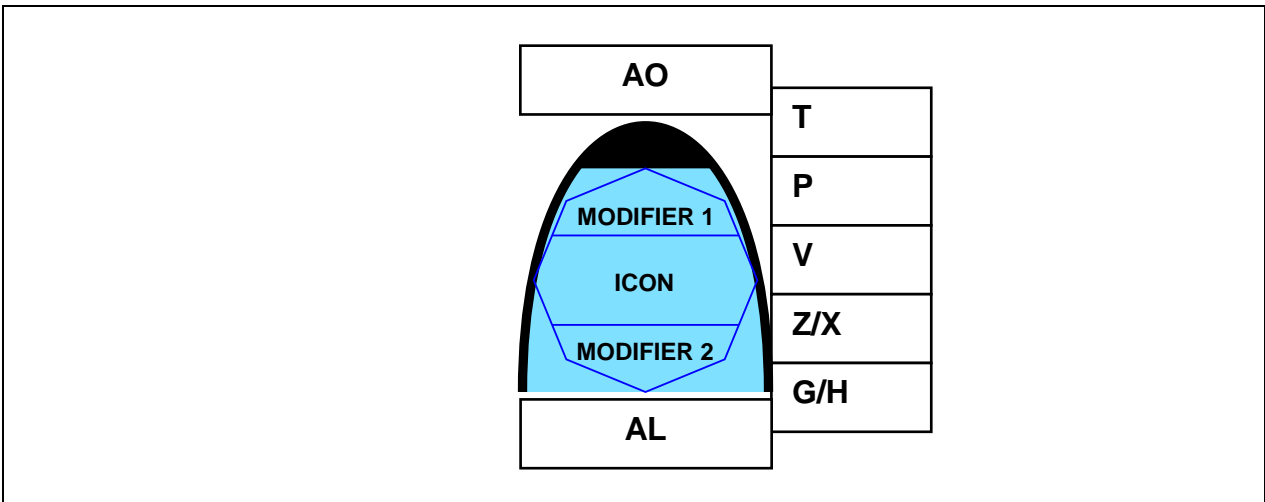 AO
T
P
MODIFIER 1
V
ICON
Z/X
MODIFIER 2
G/H
AL